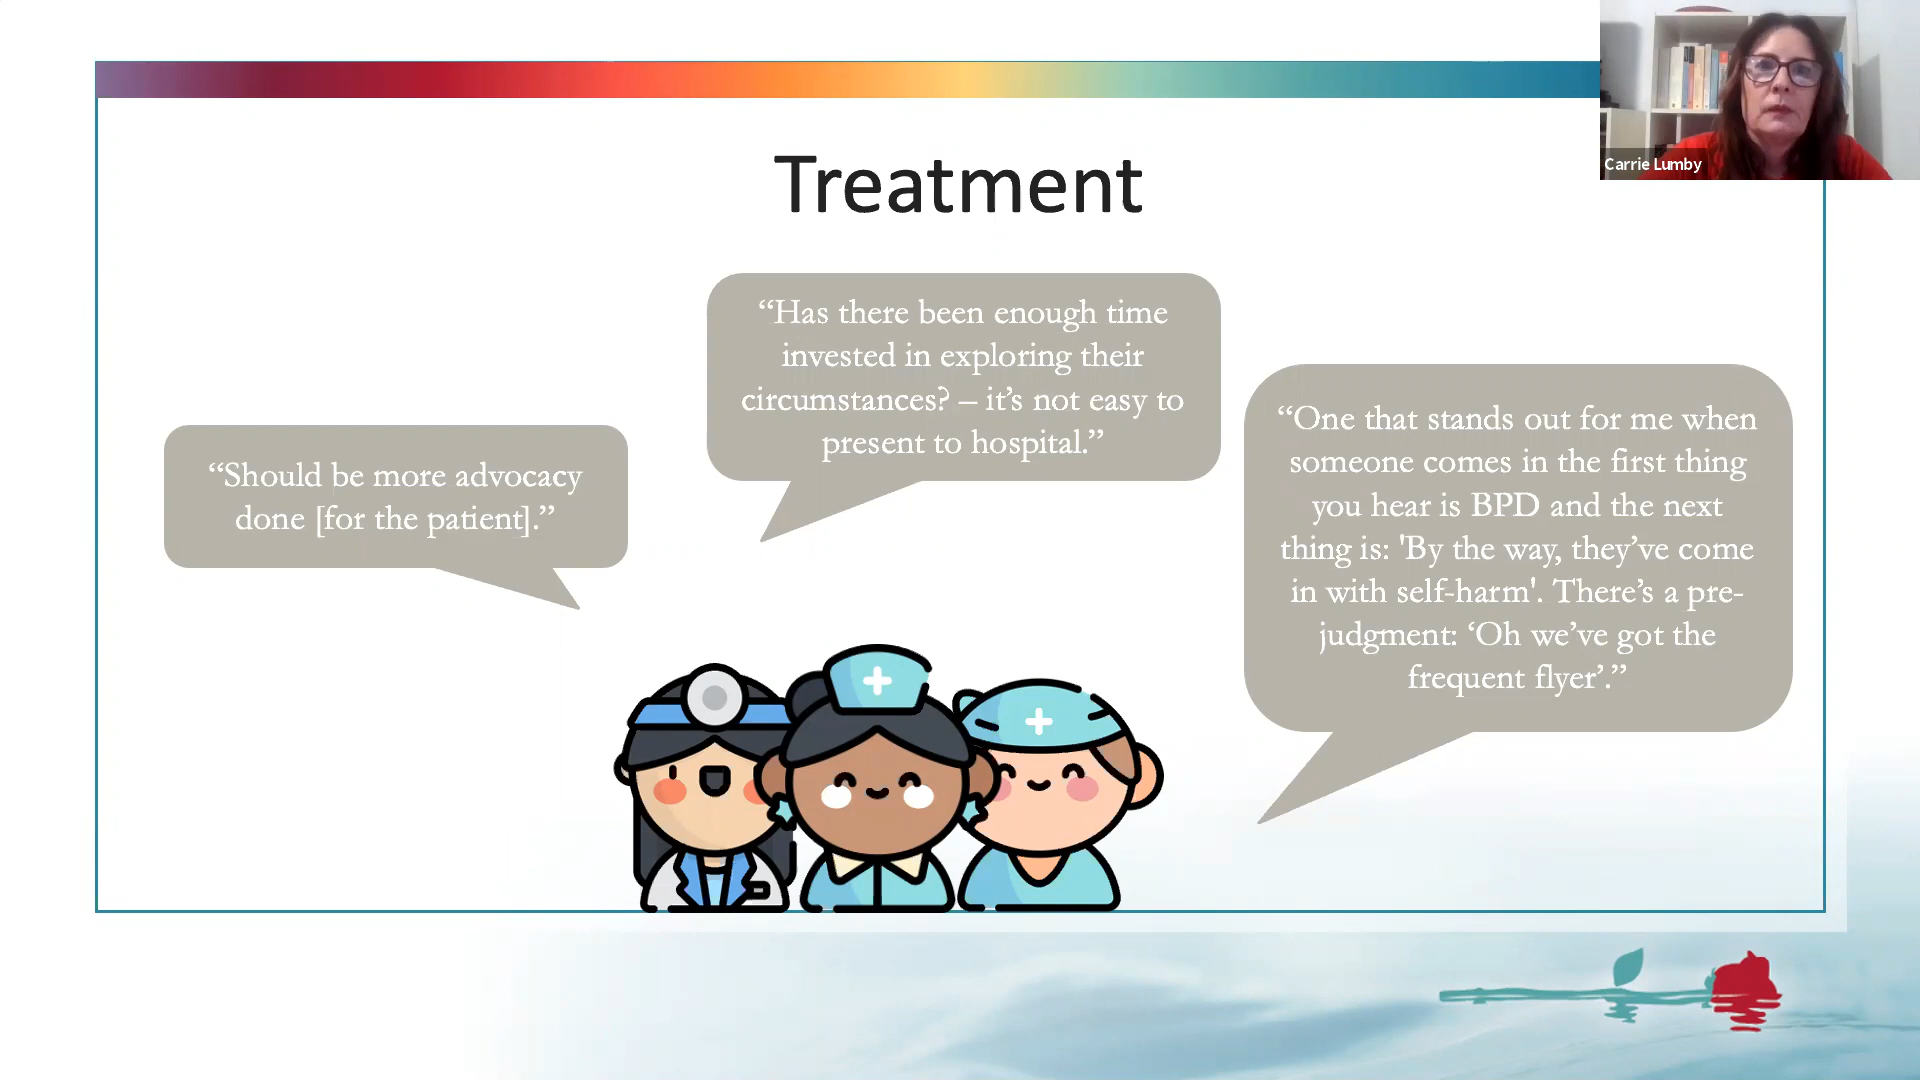 Carrie Lumby
Treatment
“Should be more advocacy
done [for the patient].”
“Has there been enough time
invested in exploring their
circumstances? – it’s not easy to
present to hospital.”
“One that stands out for me when
someone comes in the first thing
you hear is BPD and the next
thing is: 'By the way, they’ve come
in with self-harm'. There’s a pre-
judgment: ‘Oh we’ve got the
frequent flyer’.”